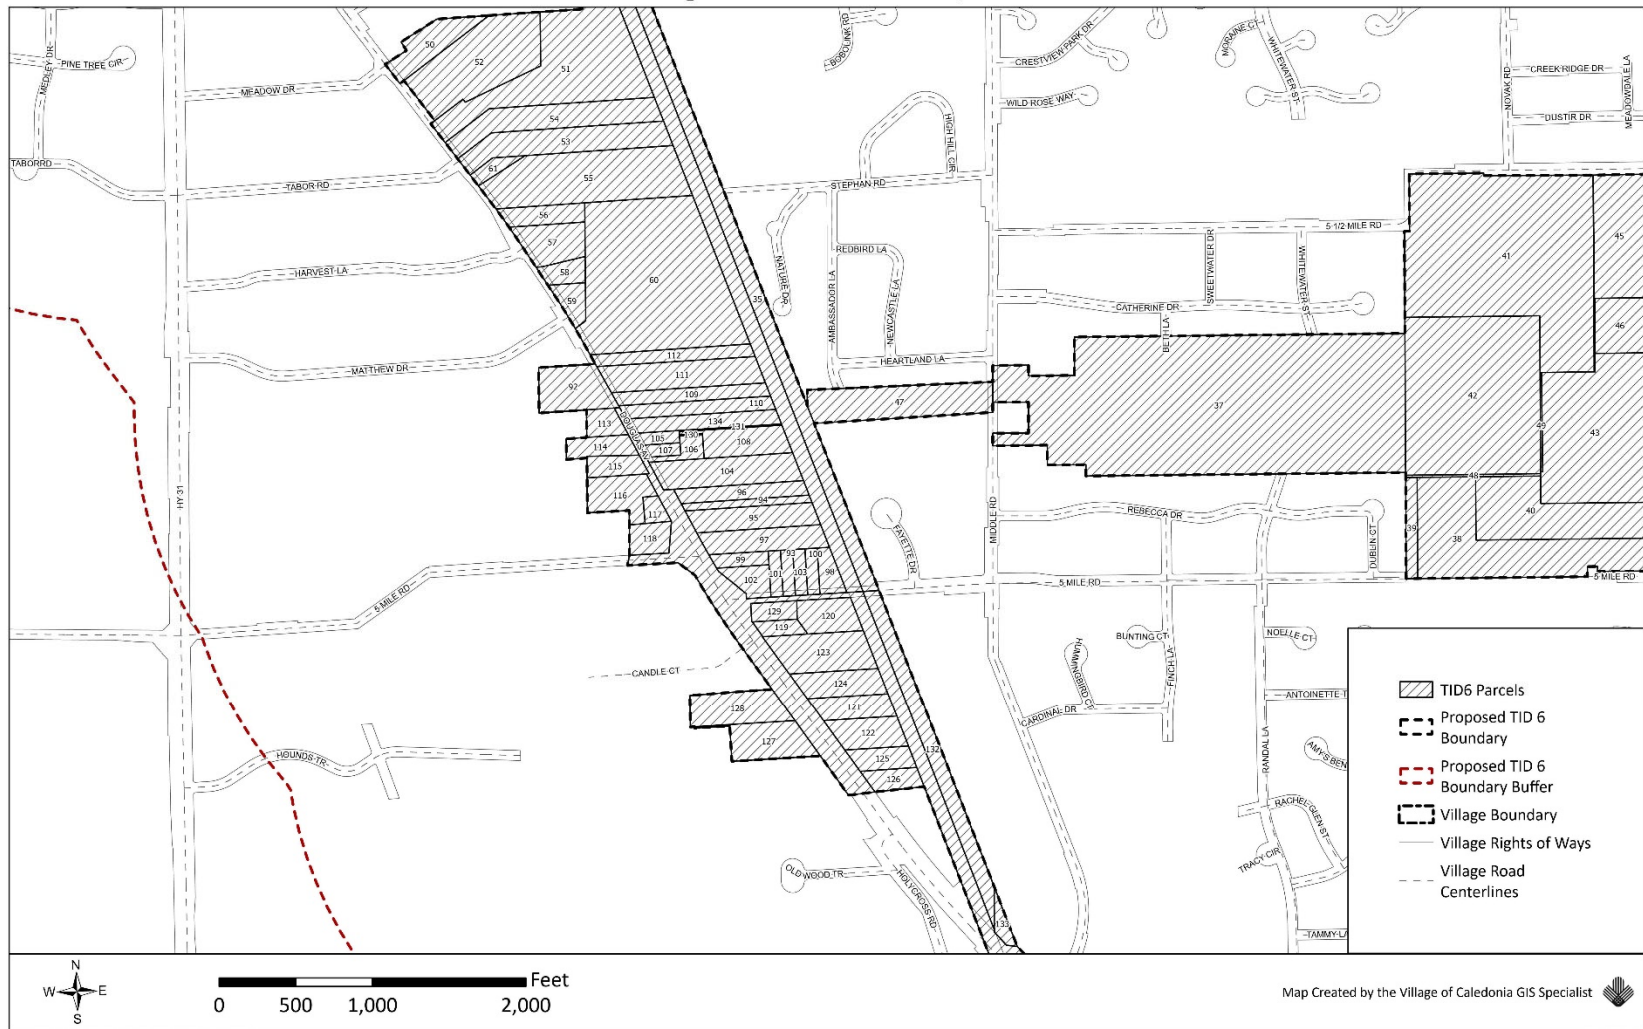 MEDLEY DR
PINE TREE CIR
MEADOW DR
TABOR RD
TABOR RD
HARVEST LA
MATTHEW DR
HY 31
5 MILE RD
CANDLE CT
HOUNDS TR
OLD WOOD TR
HOLYCROSS RD
DOUGLAS AV
BOBOLINK RD
CRESTVIEW PARK DR
MORAINE CT
WHITEWATER ST
WILD ROSE WAY
HIGH HILL CIR
NOVAK RD
CREEK RIDGE DR
MEADOWDALE LA
DUSTIR DR
STEPHAN RD
REDBIRD LA
NATURE DR
AMBASSADOR LA
NEWCASTLE LA
HEARTLAND LA
5 1/2 MILE RD
SWEETWATER DR
WHITEWATER ST
CATHERINE DR
BETH LA
MIDDLE RD
REBECCA DR
FAYETTE DR
DUBLIN CT
5 MILE RD
5 MILE RD
BUNTING CT
HUMMINGBIRD CT
FINCH LA
NOELLE CT
CARDINAL DR
ANTOINETTE
RANDAL LA
AMYS BEN
RACHEL GLEN ST
TRACY CIR
TAMMY LA
50
52
51
54
53
61
55
56
57
58
59
60
35
112
111
109
110
134
131
92
113
114
115
116
117
118
105
107
130
106
108
104
96
94
95
97
99
102
101
93
103
100
98
129
119
120
123
124
121
122
125
126
128
127
132
133
47
37
41
45
46
42
49
43
48
40
39
38
TID6 Parcels
Proposed TID 6
Boundary
Proposed TID 6
Boundary Buffer
Village Boundary
Village Rights of Ways
Village Road
Centerlines
N
W E
S
Feet
0 500 1,000 2,000
Map Created by the Village of Caledonia GIS Specialist